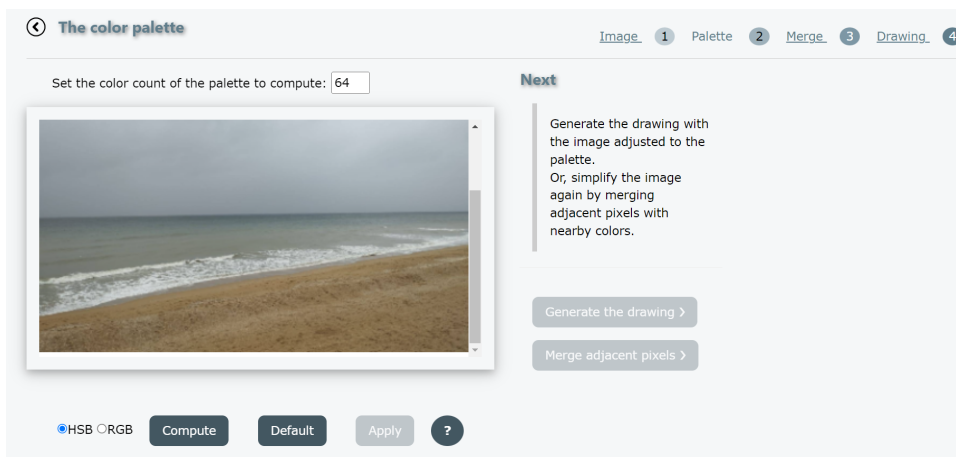 The color palette
Image 1 Palette 2 Merge 3 Drawing 4
Set the color count of the palette to compute: 64
Next
Generate the drawing with
the image adjusted to the
palette.
Or, simplify the image
again by merging
adjacent pixels with
nearby colors.
Generate the drawing ❯
Merge adjacent pixels ❯
HSB RGB Compute Default Apply ?